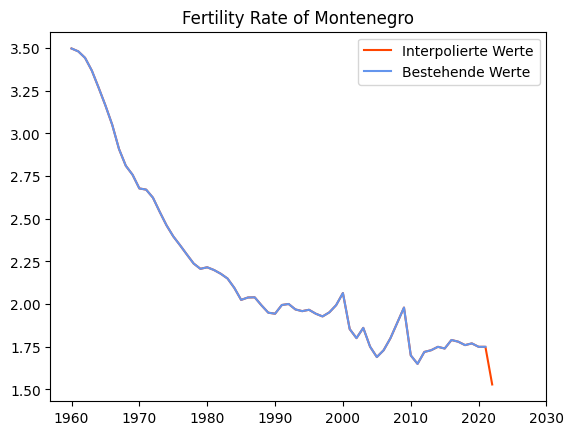 Fertility Rate of Montenegro
Interpolierte Werte
Bestehende Werte
3.50
3.25
3.00
2.75
2.50
2.25
2.00
1.75
1.50
1960 1970 1980 1990 2000 2010 2020 2030